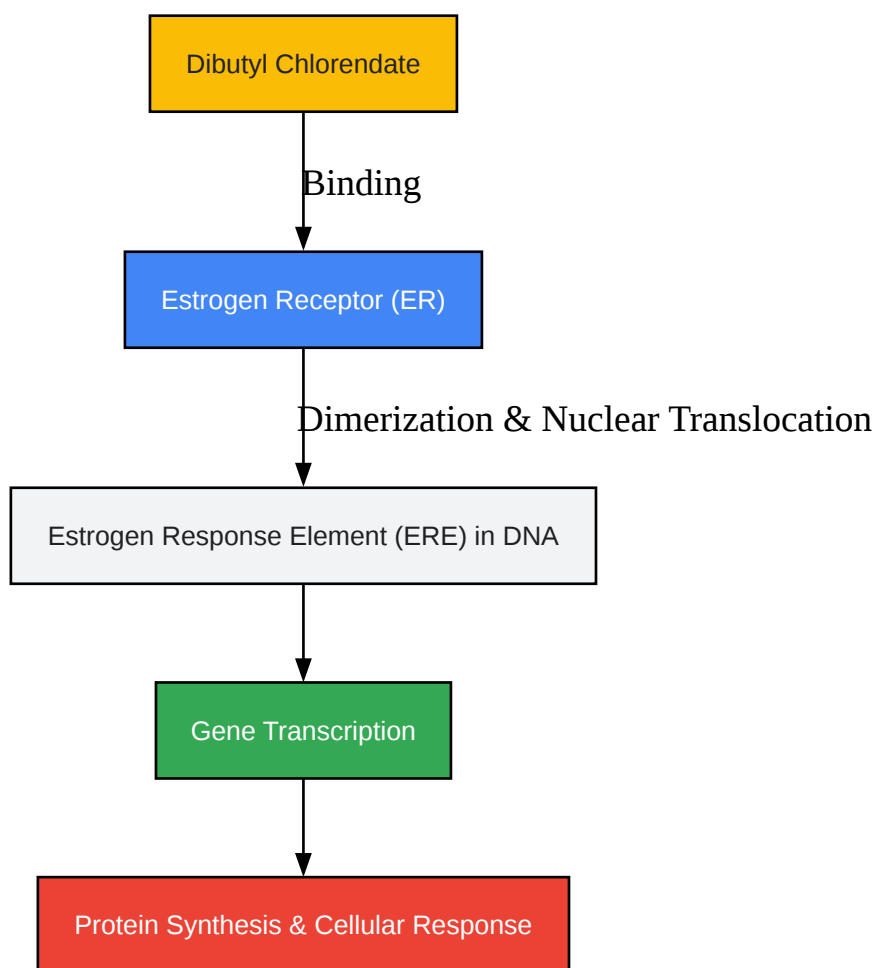 Dibutyl Chlorendate
Binding
Estrogen Receptor (ER)
Dimerization & Nuclear Translocation
Estrogen Response Element (ERE) in DNA
Gene Transcription
Protein Synthesis & Cellular Response